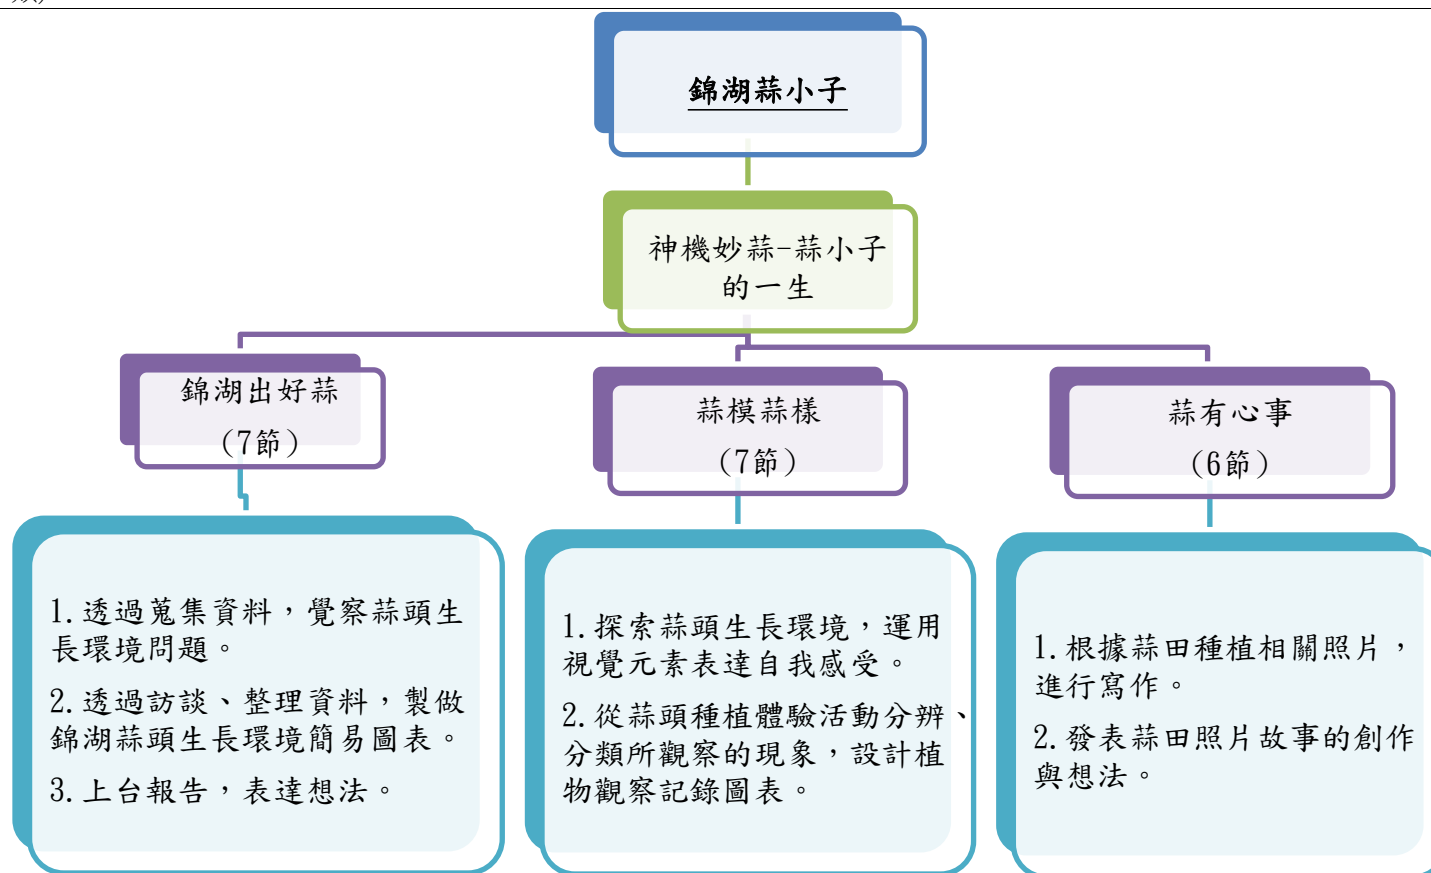 錦湖蒜小子
神機妙蒜-蒜小子
的一生
錦湖出好蒜
(7節)
蒜模蒜樣
(7節)
蒜有心事
(6節)
1.透過蒐集資料，覺察蒜頭生
長環境問題。
2.透過訪談、整理資料，製做
錦湖蒜頭生長環境簡易圖表。
3.上台報告，表達想法。
1.探索蒜頭生長環境，運用
視覺元素表達自我感受。
2.從蒜頭種植體驗活動分辨、
分類所觀察的現象，設計植
物觀察記錄圖表。
1.根據蒜田種植相關照片，
進行寫作。
2.發表蒜田照片故事的創作
與想法。